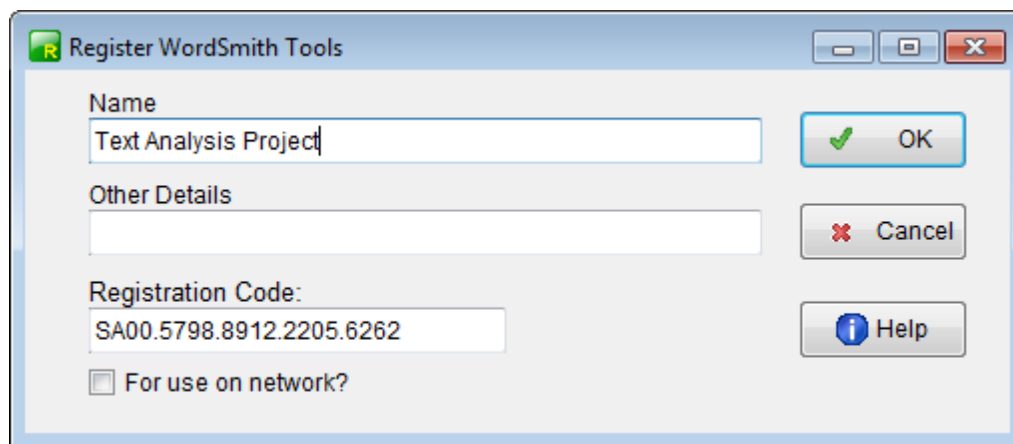 R Register WordSmith Tools
Name
Text Analysis Project
OK
Other Details
Cancel
Registration Code:
SA00.5798.8912.2205.6262
Help
For use on network?